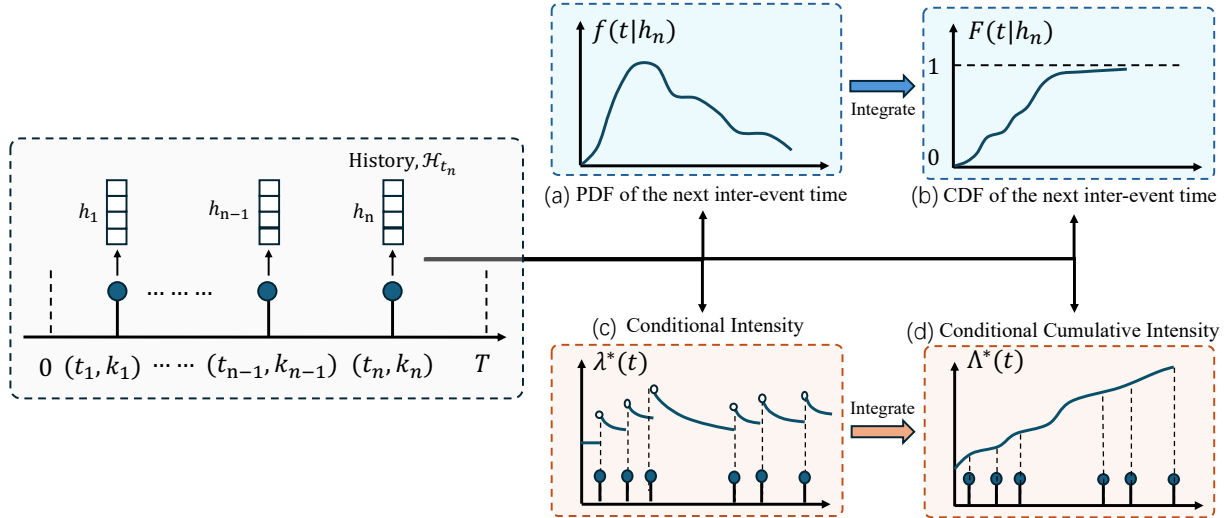 History, ℋ_{t_n}
h_1
h_{n−1}
h_n
... ... ...
0 (t_1, k_1) ... ... (t_{n−1}, k_{n−1}) (t_n, k_n) T
f(t|h_n)
(a) PDF of the next inter-event time
Integrate
F(t|h_n)
1
0
(b) CDF of the next inter-event time
(c) Conditional Intensity
λ*(t)
Integrate
(d) Conditional Cumulative Intensity
Λ*(t)